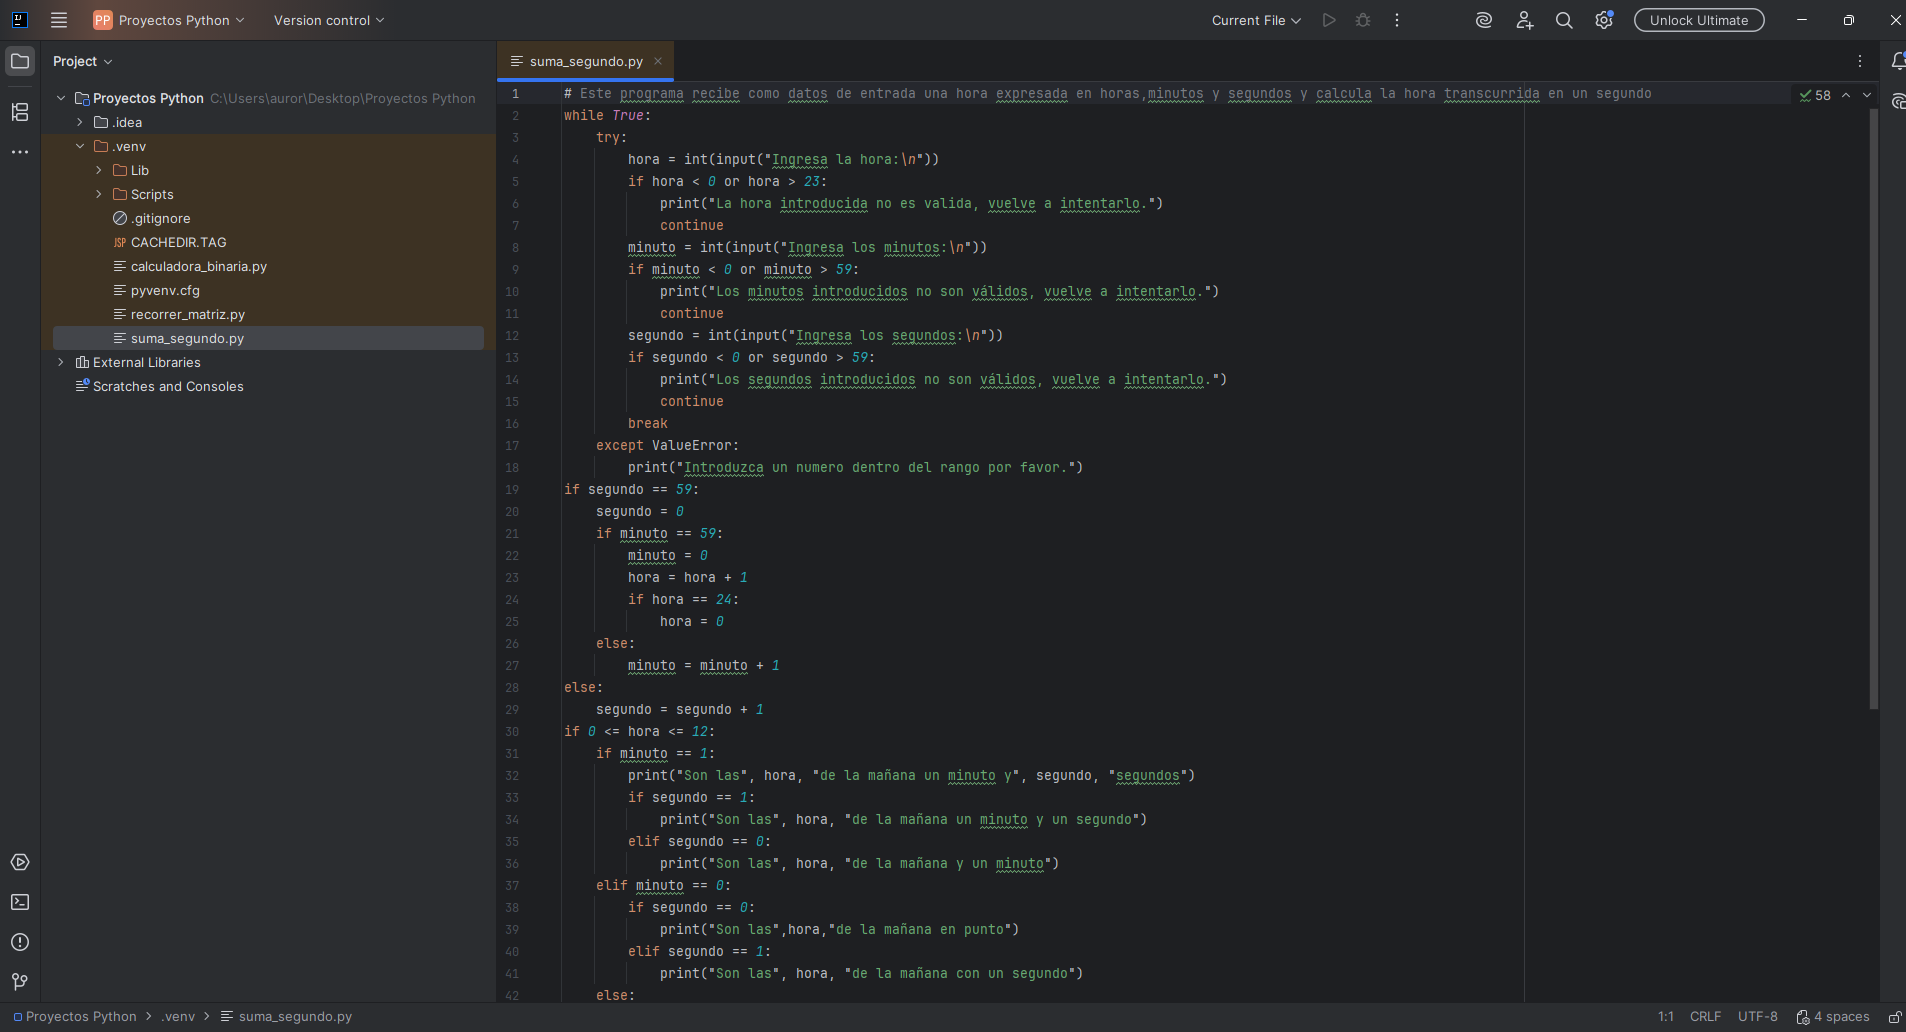 PP Proyectos Python Version control Current File Unlock Ultimate
Project
Proyectos Python C:\Users\auror\Desktop\Proyectos Python
.idea
.venv
Lib
Scripts
.gitignore
JSP CACHEDIR.TAG
calculadora_binaria.py
pyvenv.cfg
recorrer_matriz.py
suma_segundo.py
External Libraries
Scratches and Consoles
suma_segundo.py
58
1 # Este programa recibe como datos de entrada una hora expresada en horas,minutos y segundos y calcula la hora transcurrida en un segundo
2 while True:
3     try:
4         hora = int(input("Ingresa la hora:\n"))
5         if hora < 0 or hora > 23:
6             print("La hora introducida no es valida, vuelve a intentarlo.")
7             continue
8         minuto = int(input("Ingresa los minutos:\n"))
9         if minuto < 0 or minuto > 59:
10             print("Los minutos introducidos no son válidos, vuelve a intentarlo.")
11             continue
12         segundo = int(input("Ingresa los segundos:\n"))
13         if segundo < 0 or segundo > 59:
14             print("Los segundos introducidos no son válidos, vuelve a intentarlo.")
15             continue
16         break
17     except ValueError:
18         print("Introduzca un numero dentro del rango por favor.")
19 if segundo == 59:
20     segundo = 0
21     if minuto == 59:
22         minuto = 0
23         hora = hora + 1
24         if hora == 24:
25             hora = 0
26     else:
27         minuto = minuto + 1
28 else:
29     segundo = segundo + 1
30 if 0 <= hora <= 12:
31     if minuto == 1:
32         print("Son las", hora, "de la mañana un minuto y", segundo, "segundos")
33         if segundo == 1:
34             print("Son las", hora, "de la mañana un minuto y un segundo")
35         elif segundo == 0:
36             print("Son las", hora, "de la mañana y un minuto")
37     elif minuto == 0:
38         if segundo == 0:
39             print("Son las",hora,"de la mañana en punto")
40         elif segundo == 1:
41             print("Son las", hora, "de la mañana con un segundo")
42         else:
Proyectos Python > .venv > suma_segundo.py 1:1 CRLF UTF-8 4 spaces